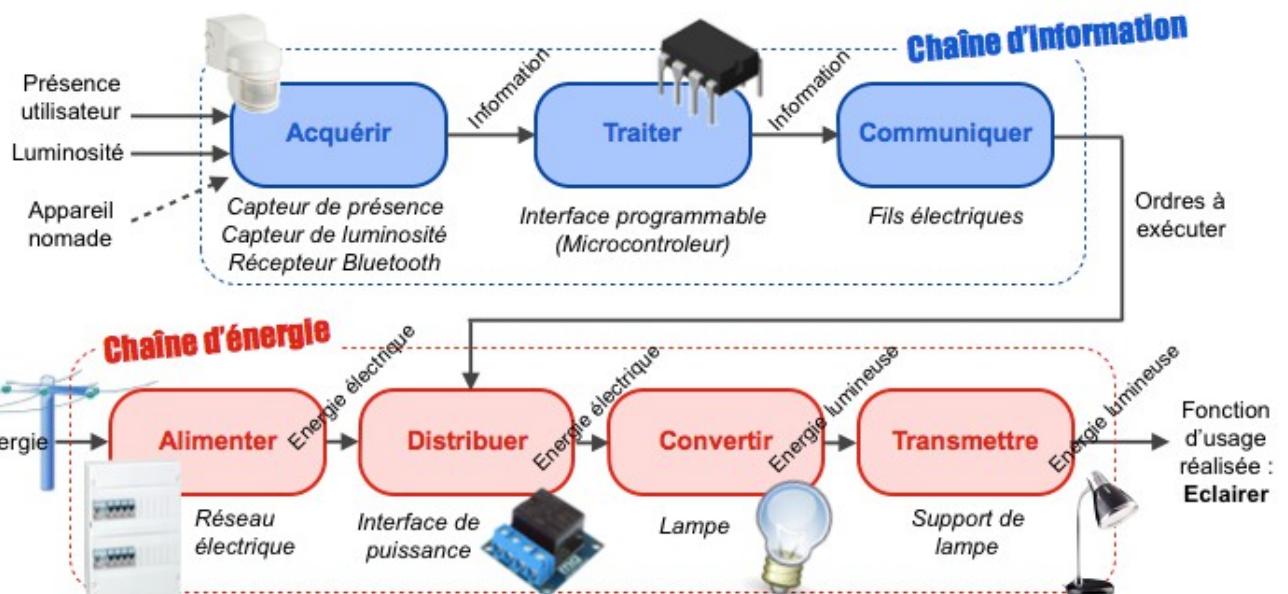 Chaîne d'information
Présence
utilisateur
Luminosité
Appareil
nomade
Acquérir
Information
Traiter
Information
Communiquer
Capteur de présence
Capteur de luminosité
Récepteur Bluetooth
Interface programmable
(Microcontroleur)
Fils électriques
Ordres à
exécuter
Chaîne d'énergie
ergie
Alimenter
Energie électrique
Distribuer
Energie électrique
Convertir
Energie lumineuse
Transmettre
Energie lumineuse
Réseau
électrique
Interface de
puissance
Lampe
Support de
lampe
Fonction
d'usage
réalisée :
Eclairer